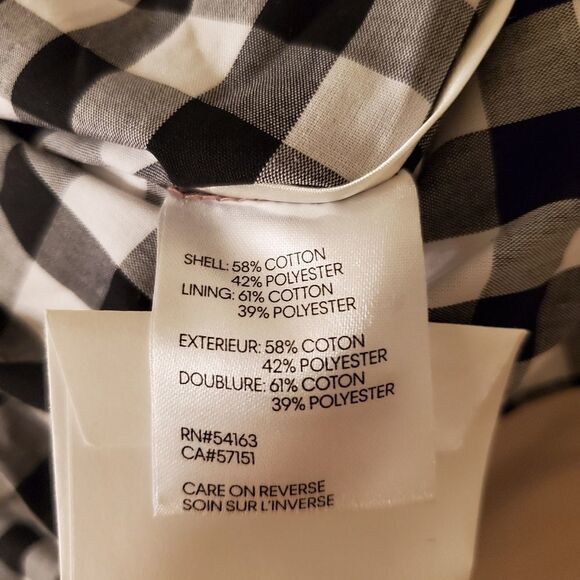 SHELL: 58% COTTON
42% POLYESTER
LINING: 61% COTTON
39% POLYESTER
EXTERIEUR: 58% COTON
42% POLYESTER
DOUBLURE: 61% COTON
39% POLYESTER
RN#54163
CA#57151
CARE ON REVERSE
SOIN SUR L'INVERSE